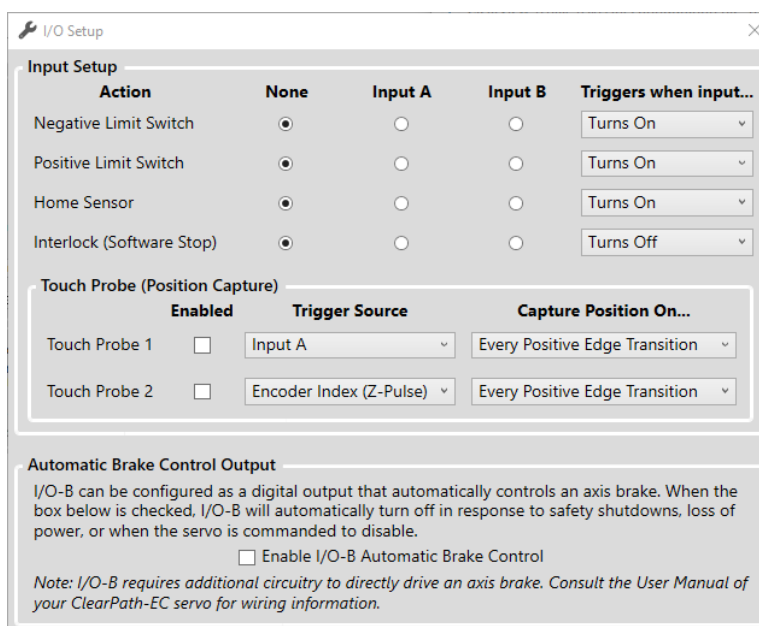 I/O Setup
Input Setup
Action None Input A Input B Triggers when input...
Negative Limit Switch Turns On
Positive Limit Switch Turns On
Home Sensor Turns On
Interlock (Software Stop) Turns Off
Touch Probe (Position Capture)
Enabled Trigger Source Capture Position On...
Touch Probe 1 Input A Every Positive Edge Transition
Touch Probe 2 Encoder Index (Z-Pulse) Every Positive Edge Transition
Automatic Brake Control Output
I/O-B can be configured as a digital output that automatically controls an axis brake. When the
box below is checked, I/O-B will automatically turn off in response to safety shutdowns, loss of
power, or when the servo is commanded to disable.
Enable I/O-B Automatic Brake Control
Note: I/O-B requires additional circuitry to directly drive an axis brake. Consult the User Manual of
your ClearPath-EC servo for wiring information.